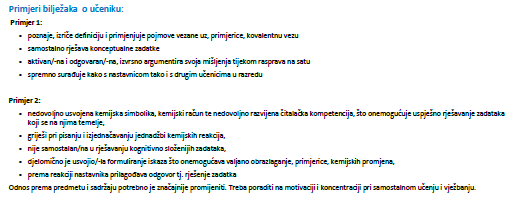 Primjeri bilježaka o učeniku:
Primjer 1:
• poznaje, izriče definiciju i primjenjuje pojmove vezane uz, primjerice, kovalentnu vezu
• samostalno rješava konceptualne zadatke
• aktivan/-na i odgovaran/-na, izvrsno argumentira svoja mišljenja tijekom rasprava na satu
• spremno surađuje kako s nastavnicom tako i s drugim učenicima u razredu
Primjer 2:
• nedovoljno usvojena kemijska simbolika, kemijski račun te nedovoljno razvijena čitalačka kompetencija, što onemogućuje uspješno rješavanje zadataka
koji se na njima temelje,
• griješi pri pisanju i izjednačavanju jednadžbi kemijskih reakcija,
• nije samostalan/na u rješavanju kognitivno složenijih zadataka,
• djelomično je usvojio/-la formuliranje iskaza što onemogućava valjano obrazlaganje, primjerice, kemijskih promjena,
• prema reakciji nastavnika prilagođava odgovor tj. rješenje zadatka
Odnos prema predmetu i sadržaju potrebno je značajnije promijeniti. Treba poraditi na motivaciji i koncentraciji pri samostalnom učenju i vježbanju.